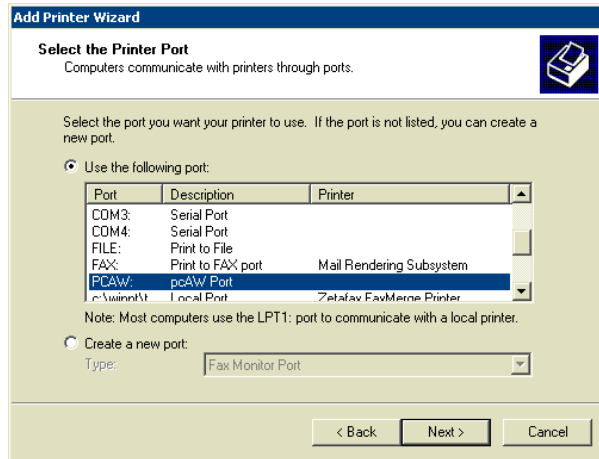 Add Printer Wizard
Select the Printer Port
Computers communicate with printers through ports.
Select the port you want your printer to use. If the port is not listed, you can create a
new port.
Use the following port:
Port Description Printer
COM3: Serial Port
COM4: Serial Port
FILE: Print to File
FAX: Print to FAX port Mail Rendering Subsystem
PCAW: pcAW Port
c:\winnt\t Local Port Zetafax FaxMerge Printer
Note: Most computers use the LPT1: port to communicate with a local printer.
Create a new port:
Type: Fax Monitor Port
< Back Next > Cancel